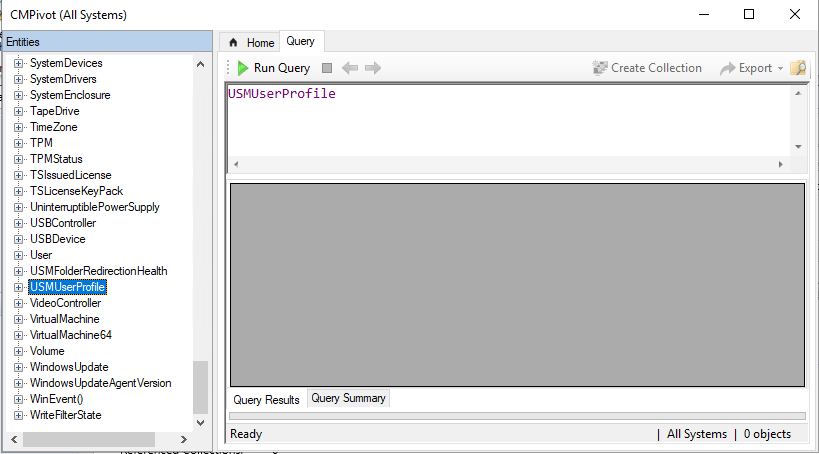 CMPivot (All Systems)
Entities
SystemDevices
SystemDrivers
SystemEnclosure
TapeDrive
TimeZone
TPM
TPMStatus
TSIssuedLicense
TSLicenseKeyPack
UninterruptiblePowerSupply
USBController
USBDevice
User
USMFolderRedirectionHealth
USMUserProfile
VideoController
VirtualMachine
VirtualMachine64
Volume
WindowsUpdate
WindowsUpdateAgentVersion
WinEvent()
WriteFilterState
Home Query
Run Query Create Collection Export
USMUserProfile
Query Results Query Summary
Ready | All Systems | 0 objects
Referenced Collections: